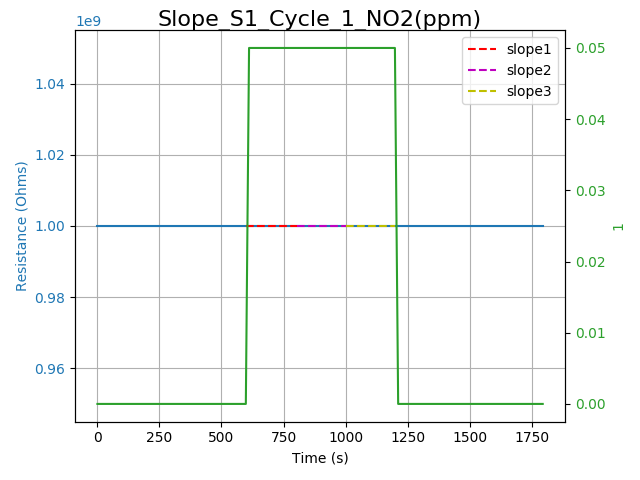 Slope_S1_Cycle_1_NO2(ppm)
1e9
1.04
1.02
1.00
0.98
0.96
Resistance (Ohms)
slope1
slope2
slope3
0.05
0.04
0.03
0.02
0.01
0.00
1
0 250 500 750 1000 1250 1500 1750
Time (s)